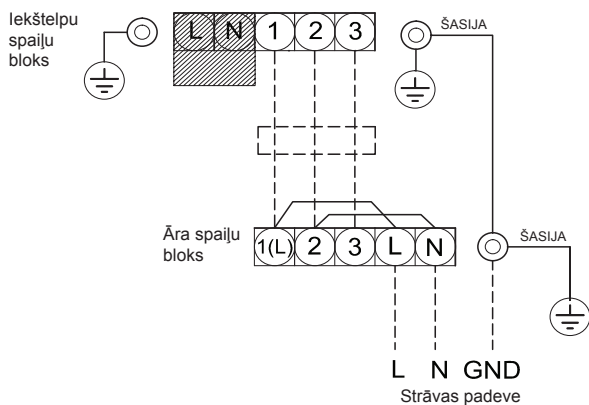 Iekštelpu
spaiļu
bloks
L N 1 2 3
ŠASIJA
Āra spaiļu
bloks
1(L) 2 3 L N
ŠASIJA
L N GND
Strāvas padeve